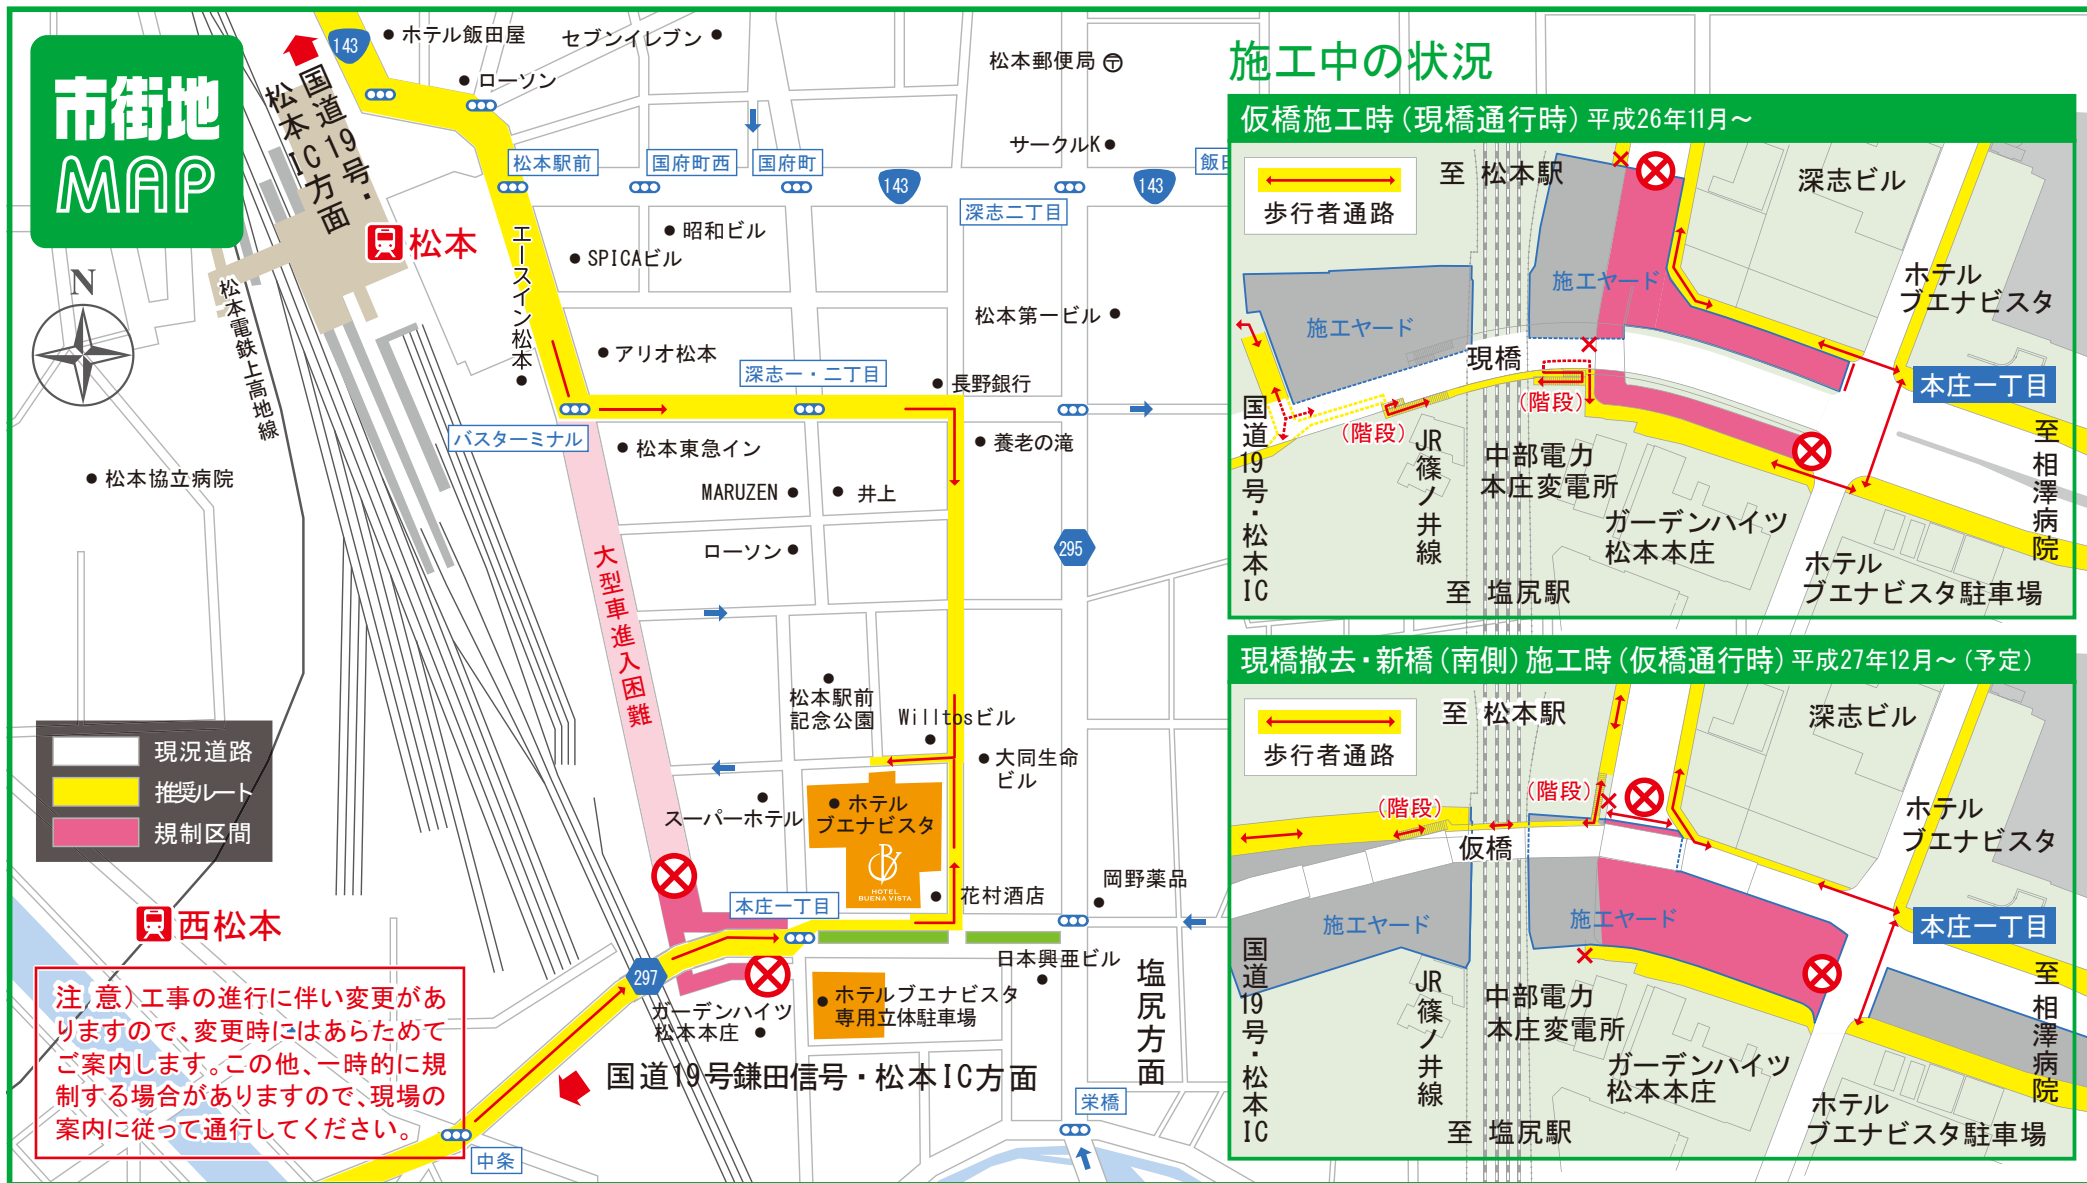 市街地
MAP
国道19号・
松本IC方面
143
ホテル飯田屋
セブンイレブン
ローソン
松本郵便局
サークルK
松本駅前
国府町西
国府町
143
143
飯田
深志二丁目
松本
エースイン松本
昭和ビル
SPICAビル
N
松本電鉄上高地線
松本第一ビル
アリオ松本
深志一・二丁目
長野銀行
バスターミナル
松本東急イン
養老の滝
松本協立病院
MARUZEN
井上
ローソン
295
大型車進入困難
松本駅前
記念公園
Willtosビル
大同生命
ビル
現況道路
推奨ルート
規制区間
スーパーホテル
ホテル
ブエナビスタ
HOTEL
BUENA VISTA
岡野薬品
花村酒店
本庄一丁目
西松本
297
日本興亜ビル
ホテルブエナビスタ
専用立体駐車場
ガーデンハイツ
松本本庄
塩尻方面
国道19号鎌田信号・松本IC方面
栄橋
中条
注 意）工事の進行に伴い変更があ
りますので、変更時にはあらためて
ご案内します。この他、一時的に規
制する場合がありますので、現場の
案内に従って通行してください。
施工中の状況
仮橋施工時（現橋通行時）平成26年11月～
歩行者通路
至 松本駅
深志ビル
施工ヤード
施工ヤード
ホテル
ブエナビスタ
現橋
本庄一丁目
（階段）
（階段）
国道19号・松本IC
JR篠ノ井線
中部電力
本庄変電所
至 相澤病院
ガーデンハイツ
松本本庄
ホテル
ブエナビスタ駐車場
至 塩尻駅
現橋撤去・新橋（南側）施工時（仮橋通行時）平成27年12月～（予定）
歩行者通路
至 松本駅
深志ビル
（階段）
（階段）
ホテル
ブエナビスタ
仮橋
施工ヤード
施工ヤード
本庄一丁目
国道19号・松本IC
JR篠ノ井線
中部電力
本庄変電所
至 相澤病院
ガーデンハイツ
松本本庄
ホテル
ブエナビスタ駐車場
至 塩尻駅